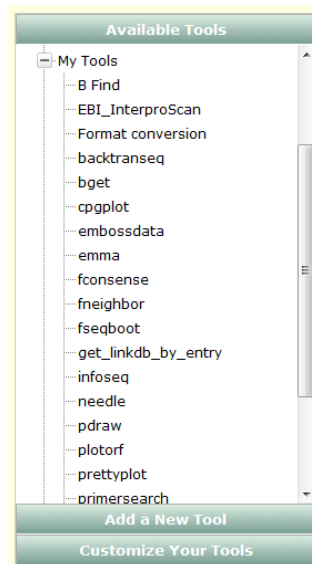 Available Tools
My Tools
B Find
EBI_InterproScan
Format conversion
backtranseq
bget
cpgplot
embossdata
emma
fconsense
fneighbor
fseqboot
get_linkdb_by_entry
infoseq
needle
pdraw
plotorf
prettyplot
primersearch
Add a New Tool
Customize Your Tools